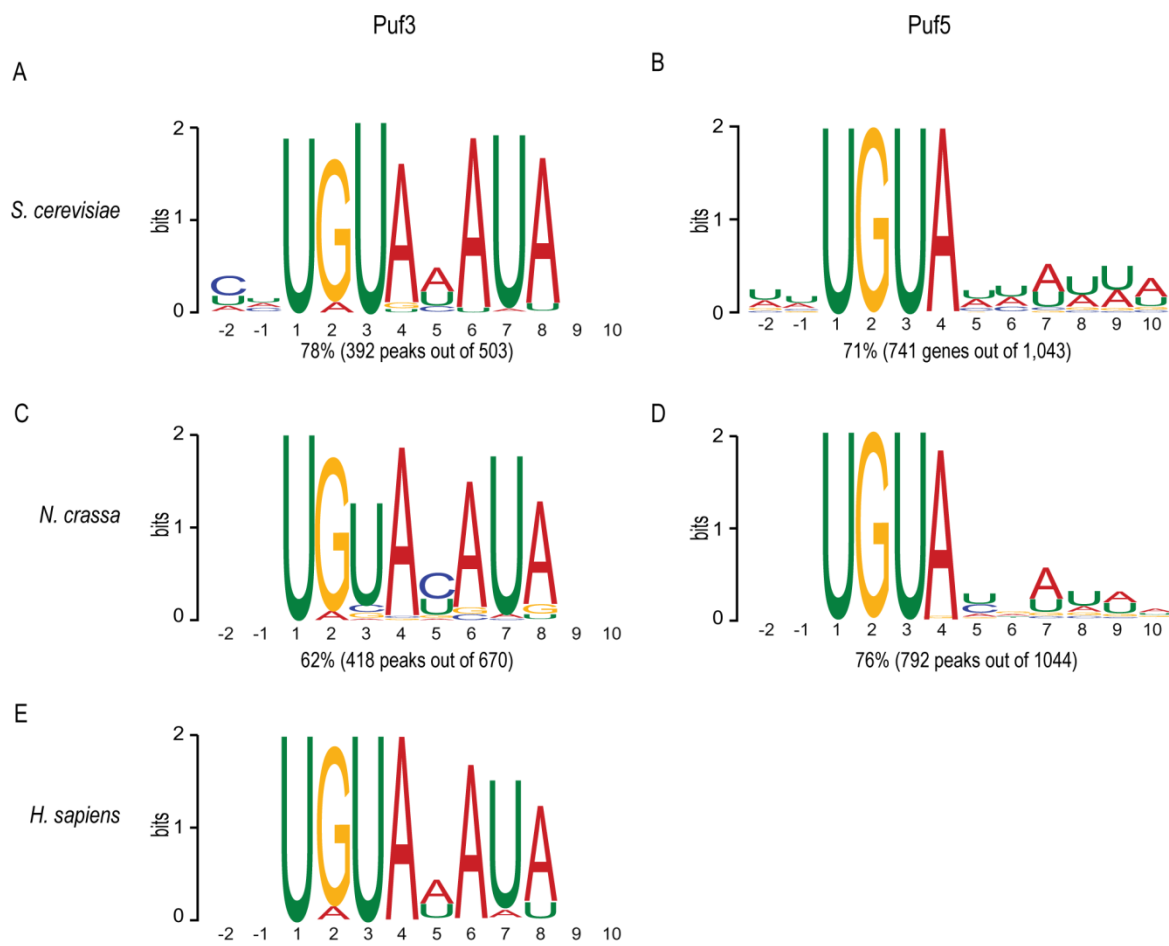 Puf3 Puf5
A B
S. cerevisiae
bits 2 1 0
C U A U A C U G A U A G U A U C A U A U A U
-2 -1 1 2 3 4 5 6 7 8 9 10
78% (392 peaks out of 503)
bits 2 1 0
U G U A A U U A U A
-2 -1 1 2 3 4 5 6 7 8 9 10
71% (741 genes out of 1,043)
C D
N. crassa
bits 2 1 0
U G A U C A C U A G C U A G U
-2 -1 1 2 3 4 5 6 7 8 9 10
62% (418 peaks out of 670)
bits 2 1 0
U G U A U C A U U A A U A
-2 -1 1 2 3 4 5 6 7 8 9 10
76% (792 peaks out of 1044)
E
H. sapiens
bits 2 1 0
U G A U A A U A U A A U
-2 -1 1 2 3 4 5 6 7 8 9 10